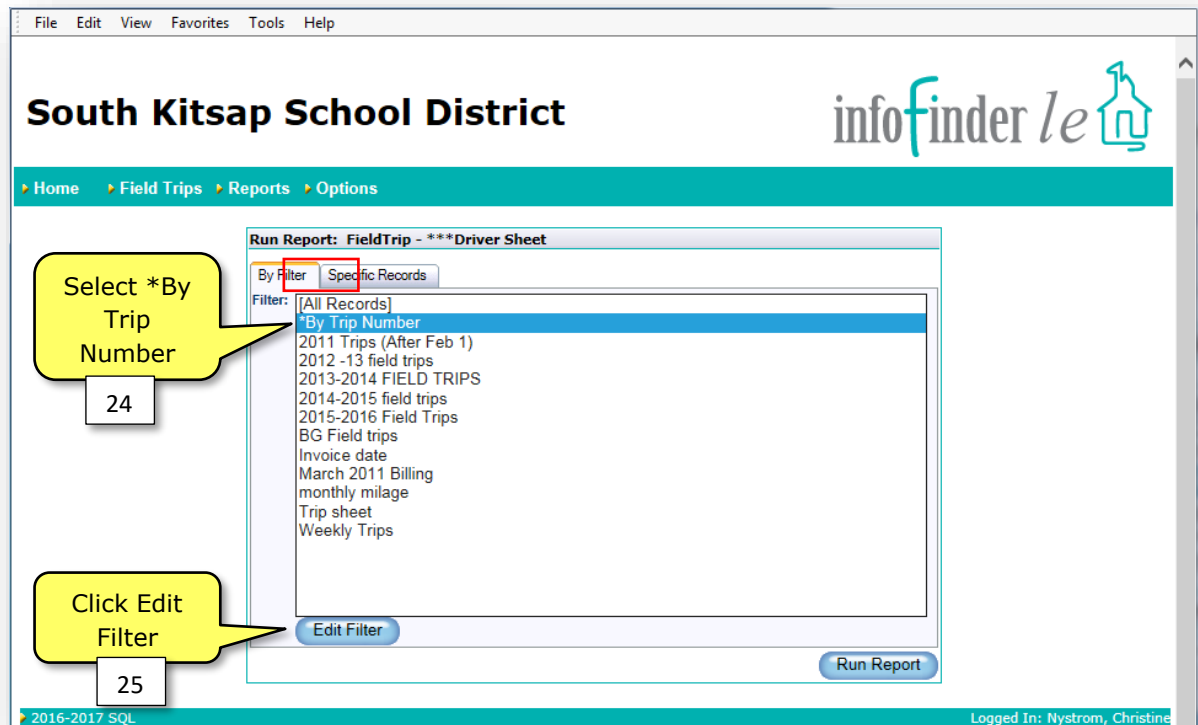 File Edit View Favorites Tools Help
South Kitsap School District
infofinder le
Home Field Trips Reports Options
Run Report: FieldTrip - ***Driver Sheet
By Filter Specific Records
Filter:
[All Records]
*By Trip Number
2011 Trips (After Feb 1)
2012 -13 field trips
2013-2014 FIELD TRIPS
2014-2015 field trips
2015-2016 Field Trips
BG Field trips
Invoice date
March 2011 Billing
monthly milage
Trip sheet
Weekly Trips
Select *By
Trip
Number
24
Click Edit
Filter
25
Edit Filter
Run Report
2016-2017 SQL
Logged In: Nystrom, Christine